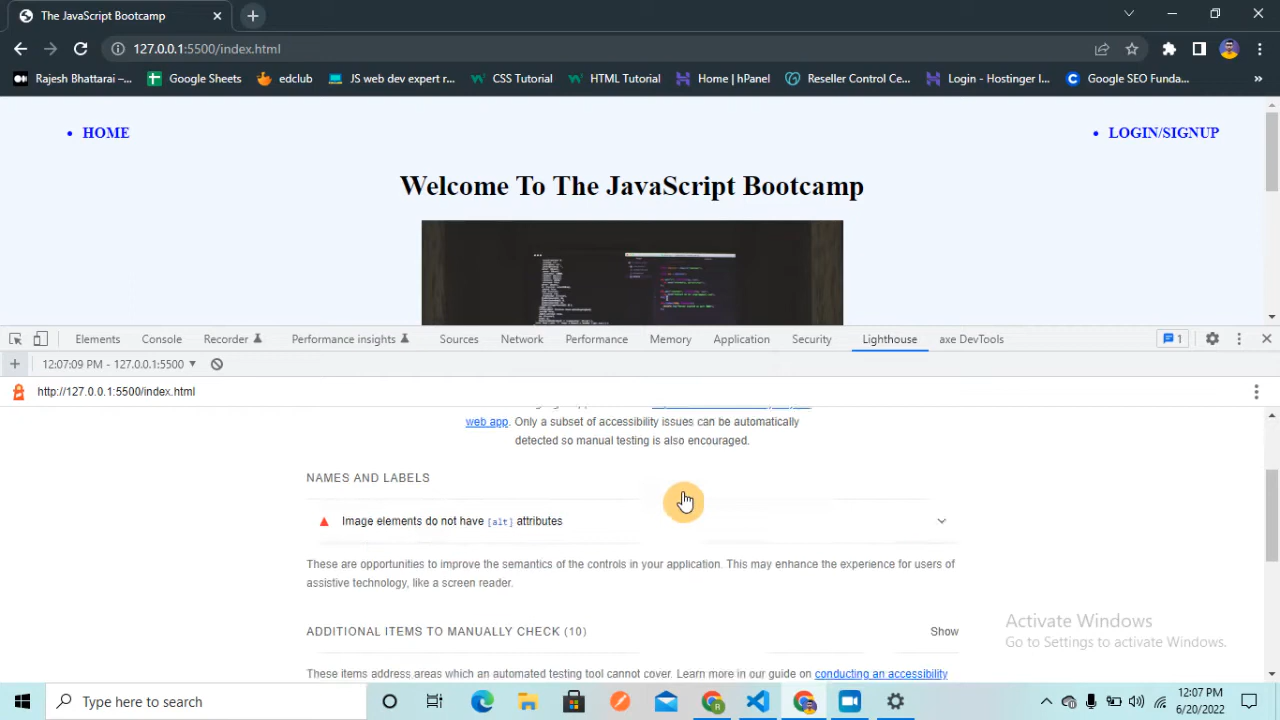 The JavaScript Bootcamp
127.0.0.1:5500/index.html
Rajesh Bhattarai –...
Google Sheets
edclub
JS web dev expert r...
CSS Tutorial
HTML Tutorial
Home | hPanel
Reseller Control Ce...
Login - Hostinger I...
Google SEO Funda...
»
• HOME
• LOGIN/SIGNUP
Welcome To The JavaScript Bootcamp
Elements
Console
Recorder
Performance insights
Sources
Network
Performance
Memory
Application
Security
Lighthouse
axe DevTools
1
12:07:09 PM - 127.0.0.1:5500
http://127.0.0.1:5500/index.html
web app. Only a subset of accessibility issues can be automatically
detected so manual testing is also encouraged.
NAMES AND LABELS
Image elements do not have [alt] attributes
These are opportunities to improve the semantics of the controls in your application. This may enhance the experience for users of
assistive technology, like a screen reader.
ADDITIONAL ITEMS TO MANUALLY CHECK (10)
Show
These items address areas which an automated testing tool cannot cover. Learn more in our guide on conducting an accessibility
Activate Windows
Go to Settings to activate Windows.
Type here to search
12:07 PM
6/20/2022